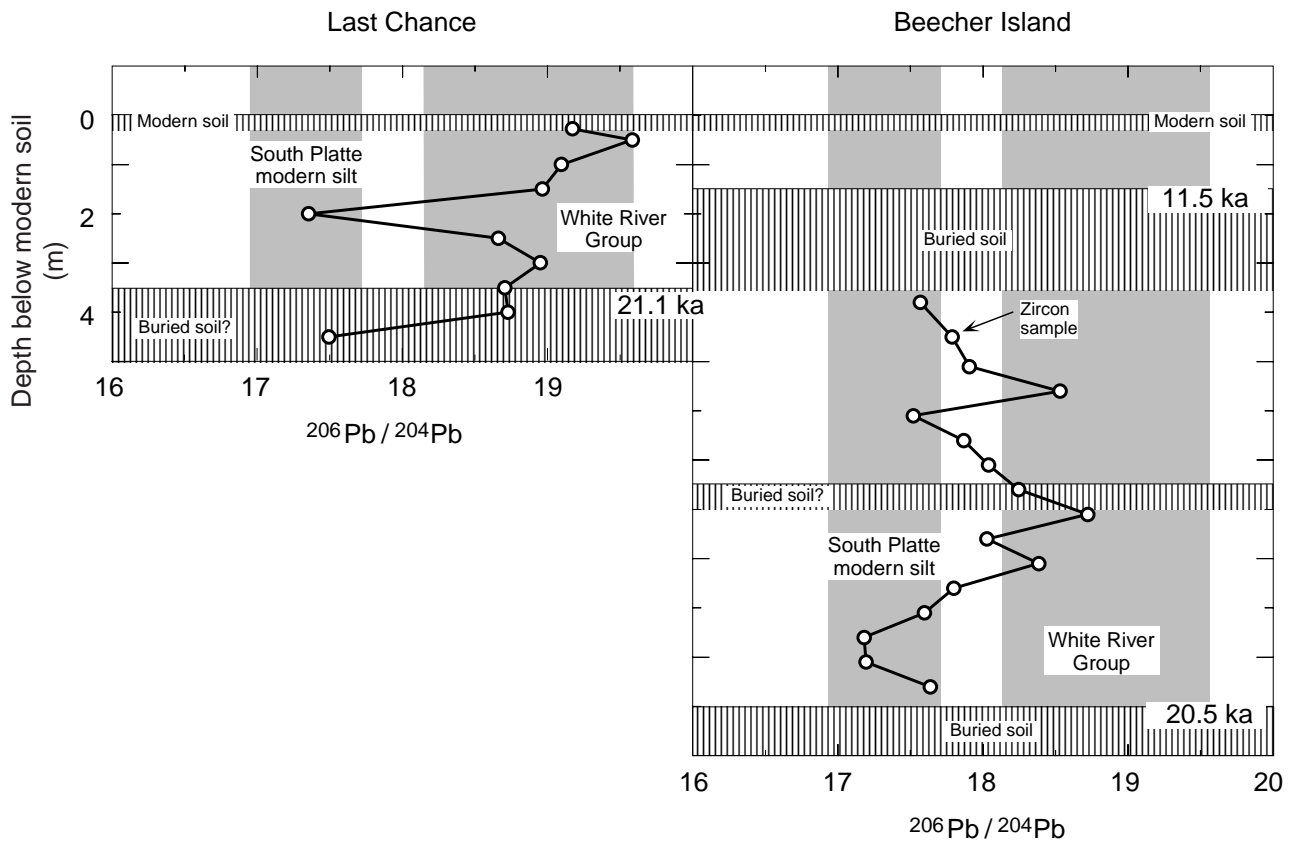 Last Chance
Beecher Island
Depth below modern soil
(m)
0
2
4
Modern soil
South Platte
modern silt
White River
Group
21.1 ka
Buried soil?
16
17
18
19
206Pb / 204Pb
Modern soil
11.5 ka
Buried soil
Zircon
sample
Buried soil?
South Platte
modern silt
White River
Group
20.5 ka
Buried soil
16
17
18
19
20
206Pb / 204Pb